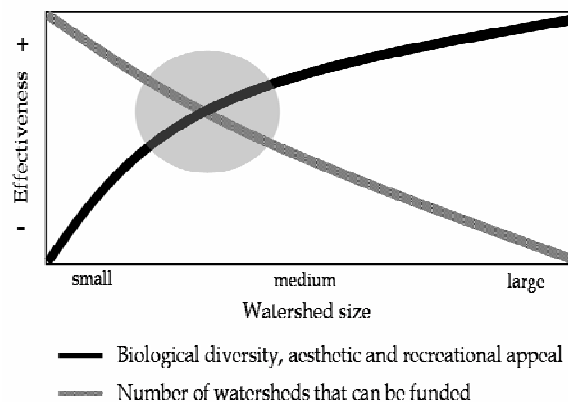 +
Effectiveness
-
small medium large
Watershed size
Biological diversity, aesthetic and recreational appeal
Number of watersheds that can be funded